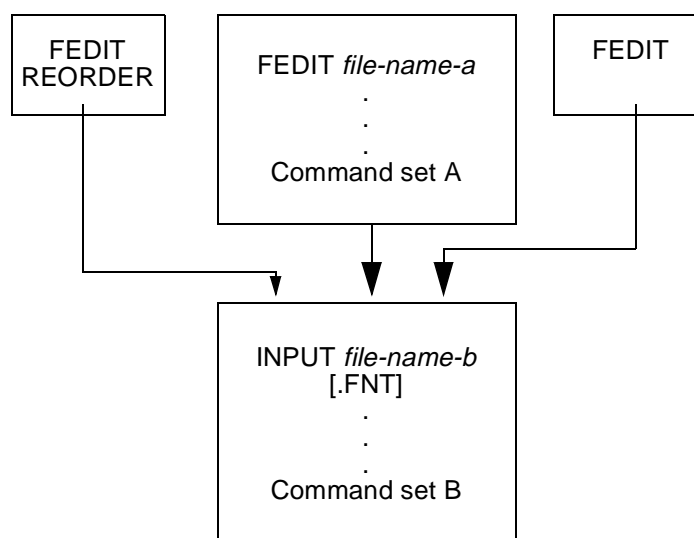 FEDIT
REORDER
FEDIT file-name-a
.
.
.
Command set A
FEDIT
INPUT file-name-b
[.FNT]
.
.
.
Command set B